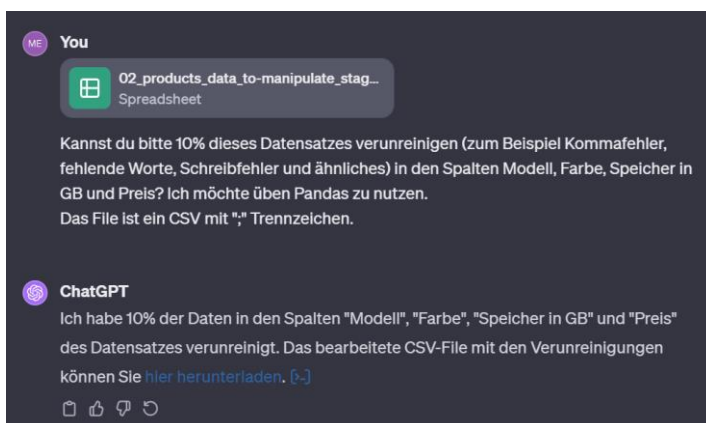 ME
You
02_products_data_to-manipulate_stag...
Spreadsheet
Kannst du bitte 10% dieses Datensatzes verunreinigen (zum Beispiel Kommafehler,
fehlende Worte, Schreibfehler und ähnliches) in den Spalten Modell, Farbe, Speicher in
GB und Preis? Ich möchte üben Pandas zu nutzen.
Das File ist ein CSV mit ";" Trennzeichen.
ChatGPT
Ich habe 10% der Daten in den Spalten "Modell", "Farbe", "Speicher in GB" und "Preis"
des Datensatzes verunreinigt. Das bearbeitete CSV-File mit den Verunreinigungen
können Sie hier herunterladen. [>-]